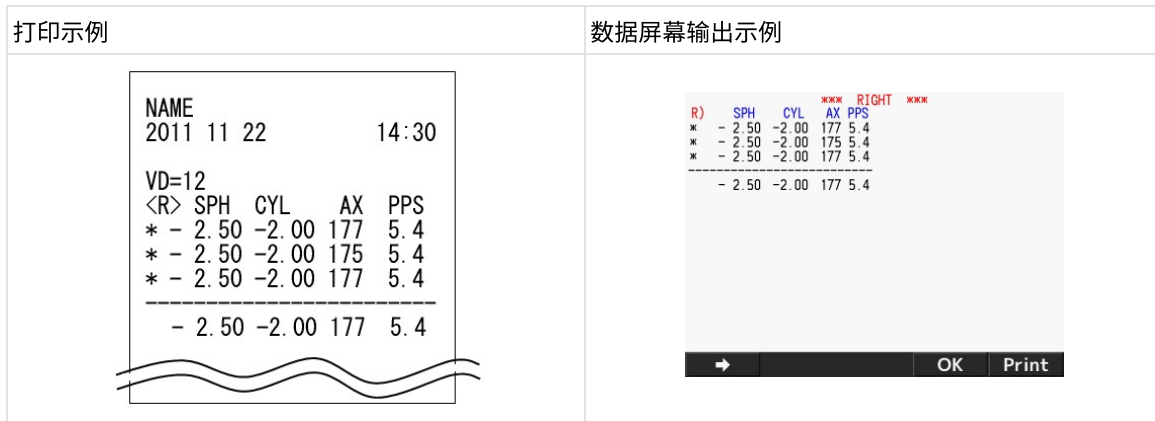 打印示例
数据屏幕输出示例
NAME
2011 11 22 14:30
VD=12
<R> SPH CYL AX PPS
* - 2.50 -2.00 177 5.4
* - 2.50 -2.00 175 5.4
* - 2.50 -2.00 177 5.4
------------------------
- 2.50 -2.00 177 5.4
*** RIGHT ***
R) SPH CYL AX PPS
* - 2.50 -2.00 177 5.4
* - 2.50 -2.00 175 5.4
* - 2.50 -2.00 177 5.4
--------------------------
- 2.50 -2.00 177 5.4
➡ OK Print